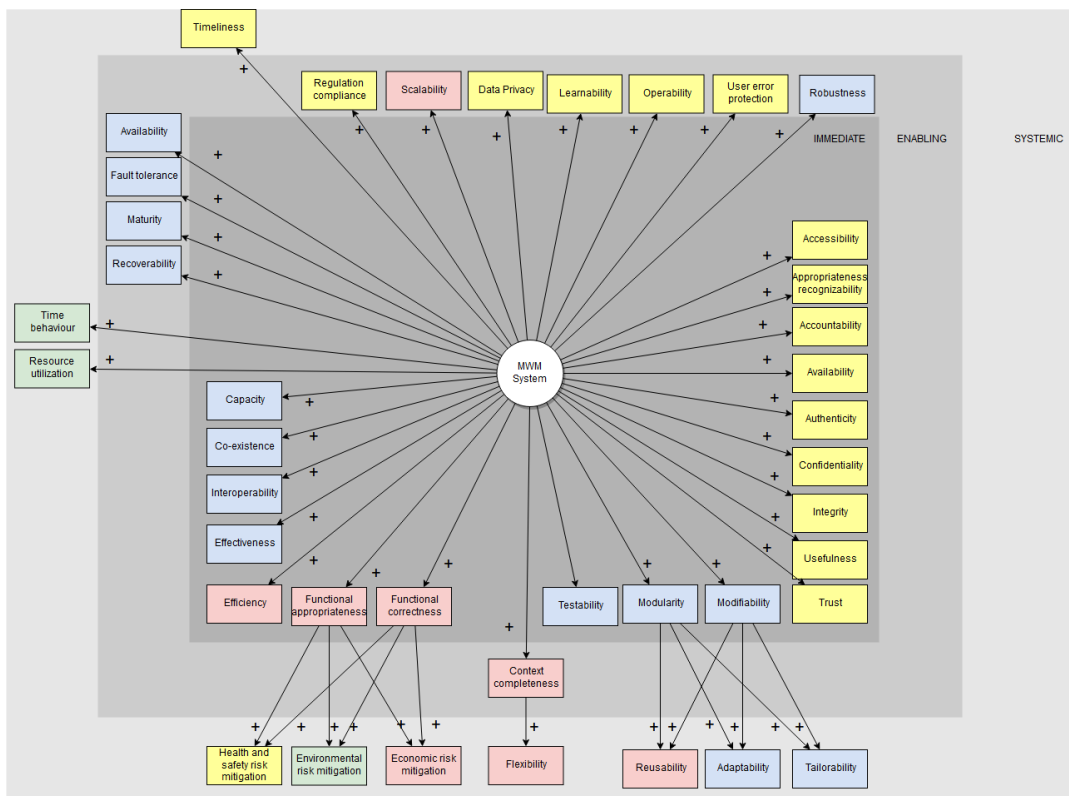 Timeliness
Regulation
compliance
Scalability
Data Privacy
Learnability
Operability
User error
protection
Robustness
Availability
Fault tolerance
Maturity
Recoverability
IMMEDIATE
ENABLING
SYSTEMIC
Accessibility
Appropriateness
recognizability
Accountability
Availability
Authenticity
Confidentiality
Integrity
Usefulness
Trust
Time
behaviour
Resource
utilization
MWM
System
Capacity
Co-existence
Interoperability
Effectiveness
Efficiency
Functional
appropriateness
Functional
correctness
Testability
Modularity
Modifiability
Context
completeness
Health and
safety risk
mitigation
Environmental
risk mitigation
Economic risk
mitigation
Flexibility
Reusability
Adaptability
Tailorability